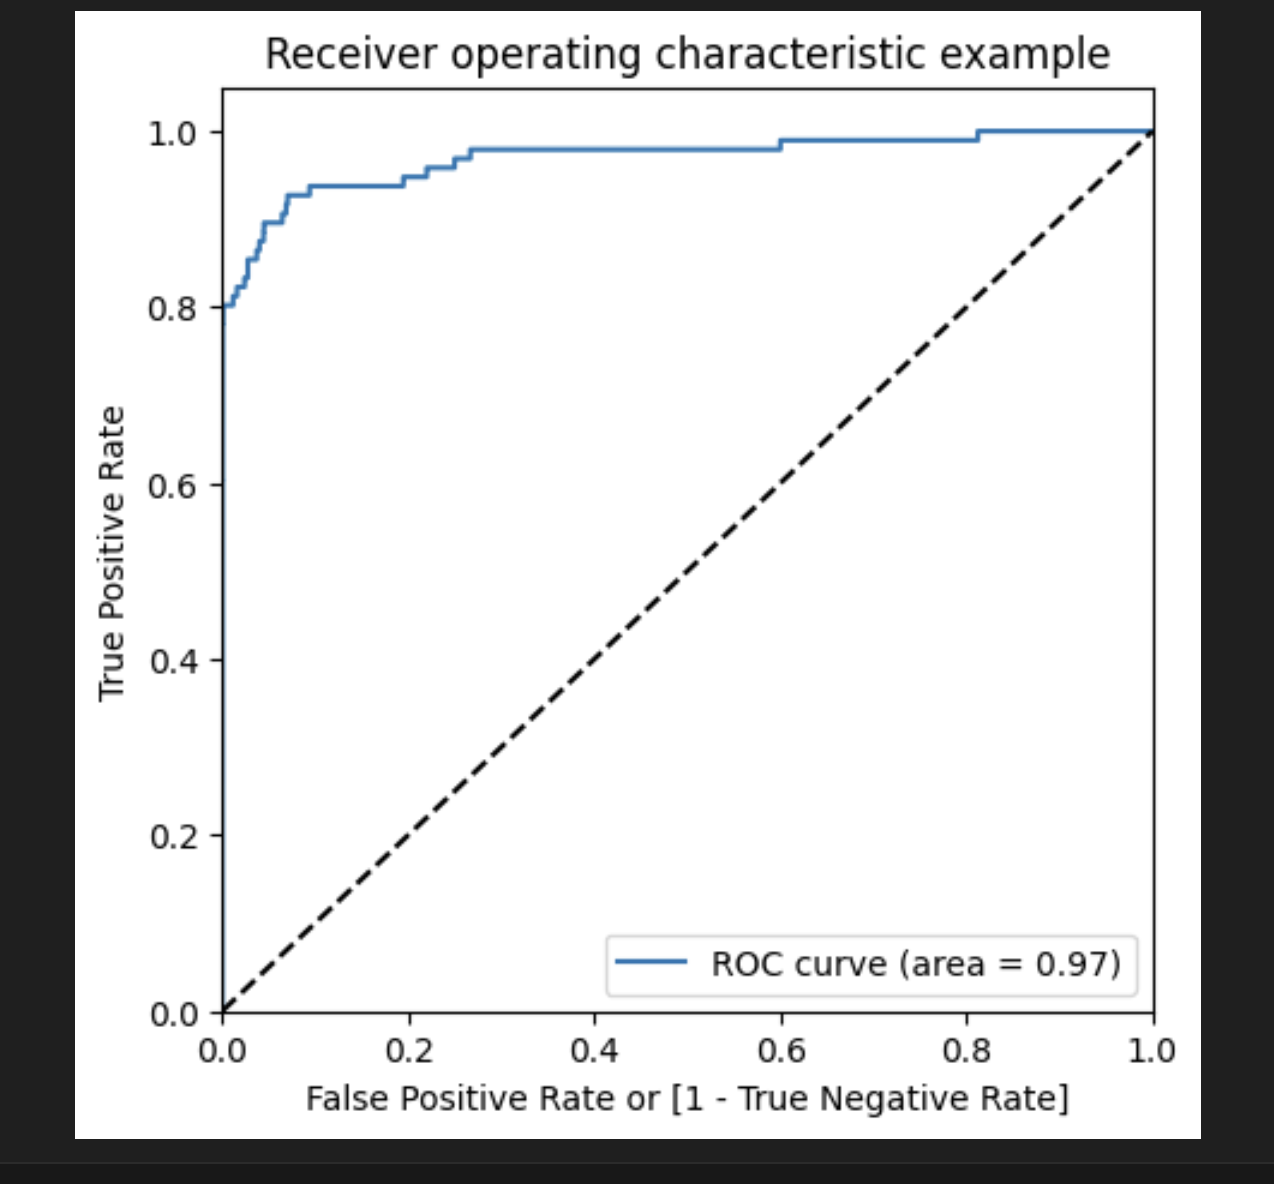 Receiver operating characteristic example
1.0
0.8
0.6
0.4
0.2
0.0
True Positive Rate
ROC curve (area = 0.97)
0.0 0.2 0.4 0.6 0.8 1.0
False Positive Rate or [1 - True Negative Rate]